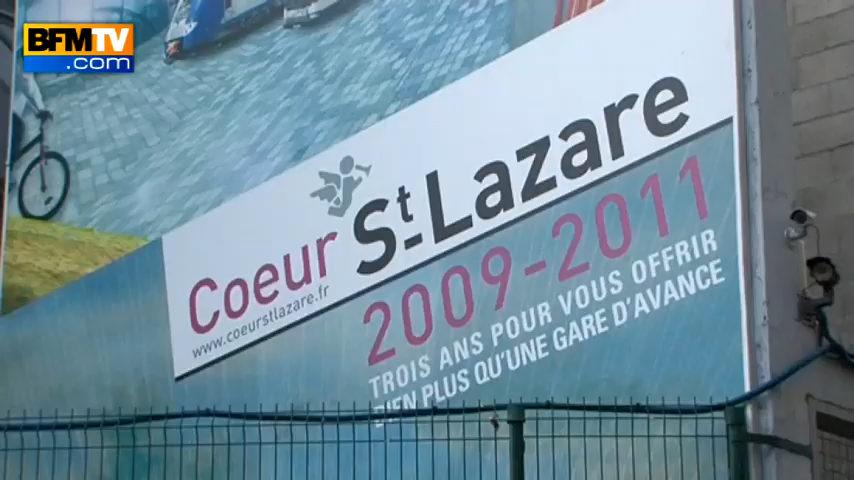 BFMTV
.com
Coeur St-Lazare
www.coeurstlazare.fr
2009-2011
TROIS ANS POUR VOUS OFFRIR
BIEN PLUS QU'UNE GARE D'AVANCE